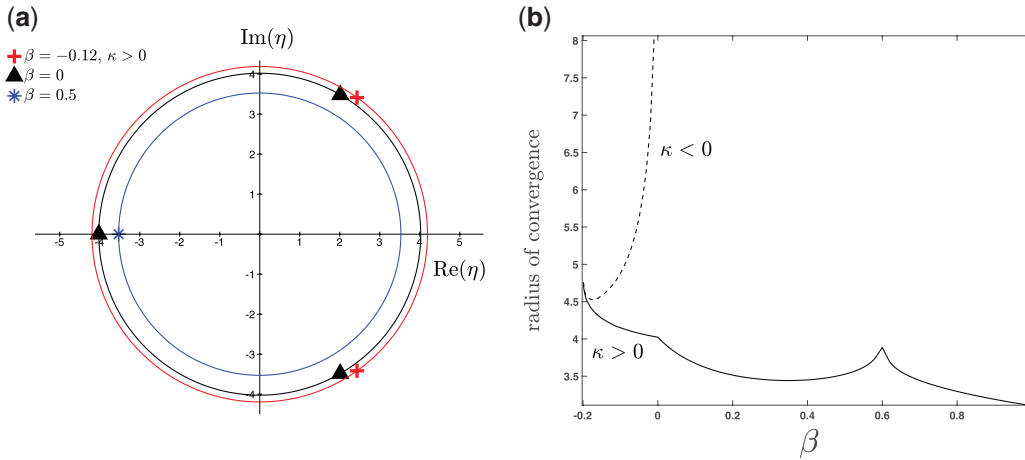 (a)
Im(η)
β = −0.12, κ > 0
β = 0
β = 0.5
4
3
2
1
-5 -4 -3 -2 -1 1 2 3 4 5
Re(η)
-1
-2
-3
-4
(b)
8
7.5
7
6.5
6
5.5
5
4.5
4
3.5
radius of convergence
κ < 0
κ > 0
-0.2 0 0.2 0.4 0.6 0.8
β